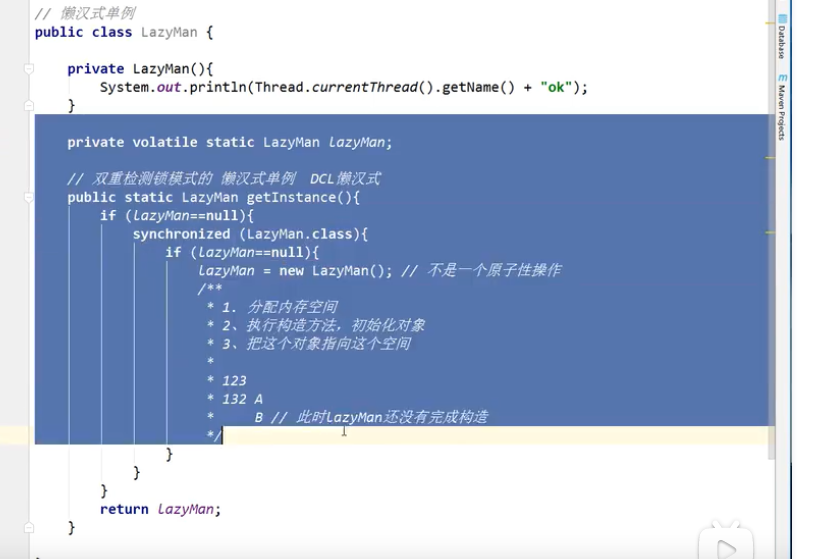 // 懒汉式单例
public class LazyMan {
private LazyMan(){
System.out.println(Thread.currentThread().getName() + "ok");
}
private volatile static LazyMan lazyMan;
// 双重检测锁模式的 懒汉式单例 DCL懒汉式
public static LazyMan getInstance(){
if (lazyMan==null){
synchronized (LazyMan.class){
if (lazyMan==null){
lazyMan = new LazyMan(); // 不是一个原子性操作
/**
* 1. 分配内存空间
* 2、执行构造方法，初始化对象
* 3、把这个对象指向这个空间
*
* 123
* 132 A
* B // 此时lazyMan还没有完成构造
*/
}
}
}
return lazyMan;
}
Database
m Maven Projects